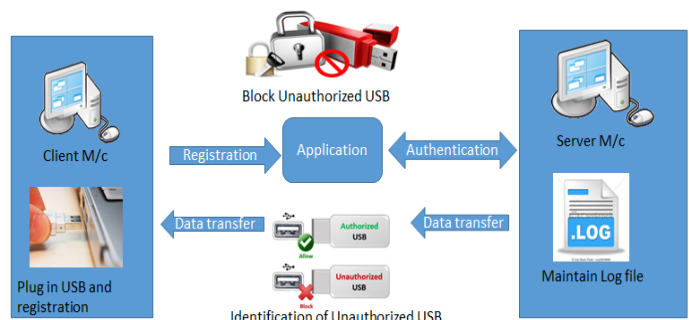 Block Unauthorized USB
Client M/c
Registration
Application
Authentication
Server M/c
Data transfer
Authorized
USB
Allow
Data transfer
.LOG
Unauthorized
USB
Block
Plug in USB and
registration
Maintain Log file
Identification of Unauthorized USB